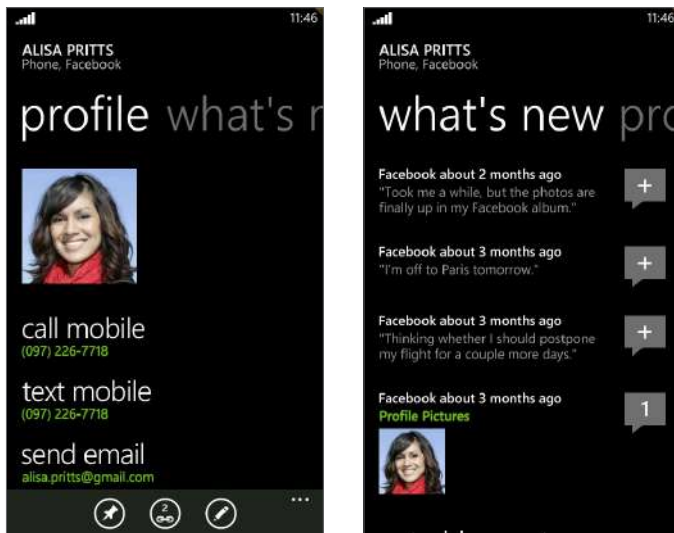 11:46
ALISA PRITTS
Phone, Facebook
profile what's n
call mobile
(097) 226-7718
text mobile
(097) 226-7718
send email
alisa.pritts@gmail.com
2
...
11:46
ALISA PRITTS
Phone, Facebook
what's new pro
Facebook about 2 months ago
"Took me a while, but the photos are
finally up in my Facebook album."
+
Facebook about 3 months ago
"I'm off to Paris tomorrow."
+
Facebook about 3 months ago
"Thinking whether I should postpone
my flight for a couple more days."
+
Facebook about 3 months ago
Profile Pictures
1